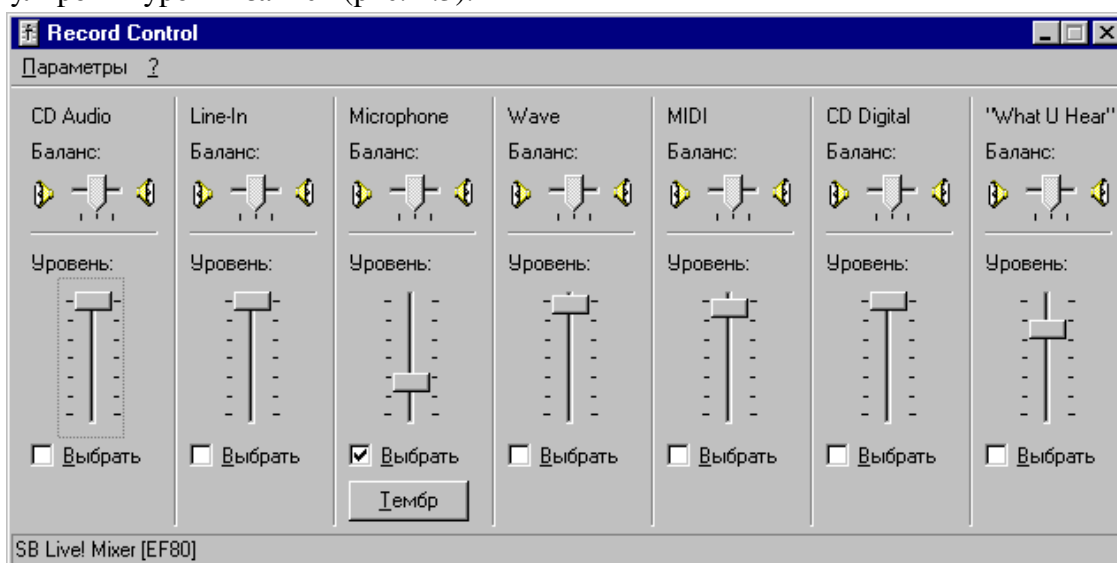 Record Control
Параметры ?
CD Audio Line-In Microphone Wave MIDI CD Digital "What U Hear"
Баланс: Баланс: Баланс: Баланс: Баланс: Баланс: Баланс:
Уровень: Уровень: Уровень: Уровень: Уровень: Уровень: Уровень:
Выбрать Выбрать Выбрать Выбрать Выбрать Выбрать Выбрать
Тембр
SB Live! Mixer [EF80]